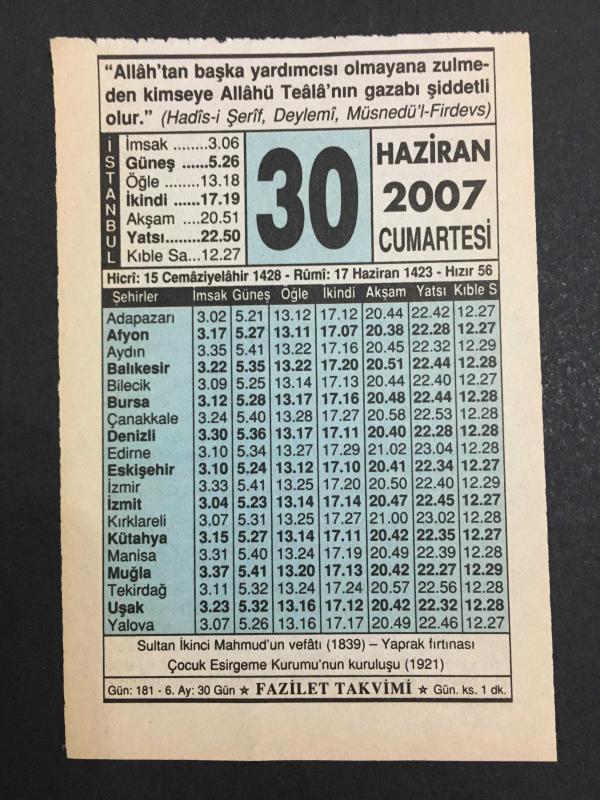 “Allâh’tan başka yardımcısı olmayana zulme-
den kimseye Allâhü Teâlâ’nın gazabı şiddetli
olur.” (Hadîs-i Şerîf, Deylemî, Müsnedü’l-Firdevs)
İSTANBUL
İmsak ........3.06
Güneş ......5.26
Öğle ........13.18
İkindi ......17.19
Akşam ....20.51
Yatsı........22.50
Kıble Sa...12.27
30
HAZİRAN
2007
CUMARTESİ
Hicrî: 15 Cemâziyelâhir 1428 - Rûmî: 17 Haziran 1423 - Hızır 56
Şehirler İmsak Güneş Öğle İkindi Akşam Yatsı Kıble S
Adapazarı 3.02 5.21 13.12 17.12 20.44 22.42 12.27
Afyon 3.17 5.27 13.11 17.07 20.38 22.28 12.27
Aydın 3.35 5.41 13.22 17.16 20.45 22.32 12.29
Balıkesir 3.22 5.35 13.22 17.20 20.51 22.44 12.28
Bilecik 3.09 5.25 13.14 17.13 20.44 22.40 12.27
Bursa 3.12 5.28 13.17 17.16 20.48 22.44 12.28
Çanakkale 3.24 5.40 13.28 17.27 20.58 22.53 12.28
Denizli 3.30 5.36 13.17 17.11 20.40 22.28 12.28
Edirne 3.10 5.34 13.27 17.29 21.02 23.04 12.28
Eskişehir 3.10 5.24 13.12 17.10 20.41 22.34 12.27
İzmir 3.33 5.41 13.25 17.20 20.50 22.40 12.29
İzmit 3.04 5.23 13.14 17.14 20.47 22.45 12.27
Kırklareli 3.07 5.31 13.25 17.27 21.00 23.02 12.28
Kütahya 3.15 5.27 13.14 17.11 20.42 22.35 12.27
Manisa 3.31 5.40 13.24 17.19 20.49 22.39 12.28
Muğla 3.37 5.41 13.20 17.13 20.42 22.27 12.29
Tekirdağ 3.11 5.32 13.24 17.24 20.57 22.56 12.28
Uşak 3.23 5.32 13.16 17.12 20.42 22.32 12.28
Yalova 3.07 5.26 13.16 17.17 20.49 22.46 12.27
Sultan İkinci Mahmud’un vefâtı (1839) – Yaprak fırtınası
Çocuk Esirgeme Kurumu’nun kuruluşu (1921)
Gün: 181 - 6. Ay: 30 Gün ★ FAZİLET TAKVİMİ ★ Gün. ks. 1 dk.